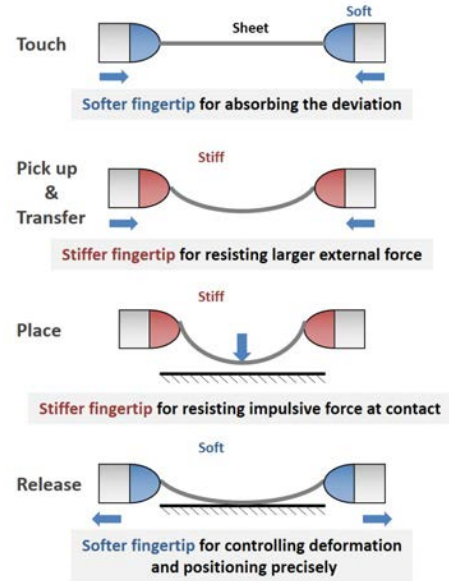 Soft
Sheet
Touch
Softer fingertip for absorbing the deviation
Stiff
Pick up
&
Transfer
Stiffer fingertip for resisting larger external force
Stiff
Place
Stiffer fingertip for resisting impulsive force at contact
Soft
Release
Softer fingertip for controlling deformation
and positioning precisely